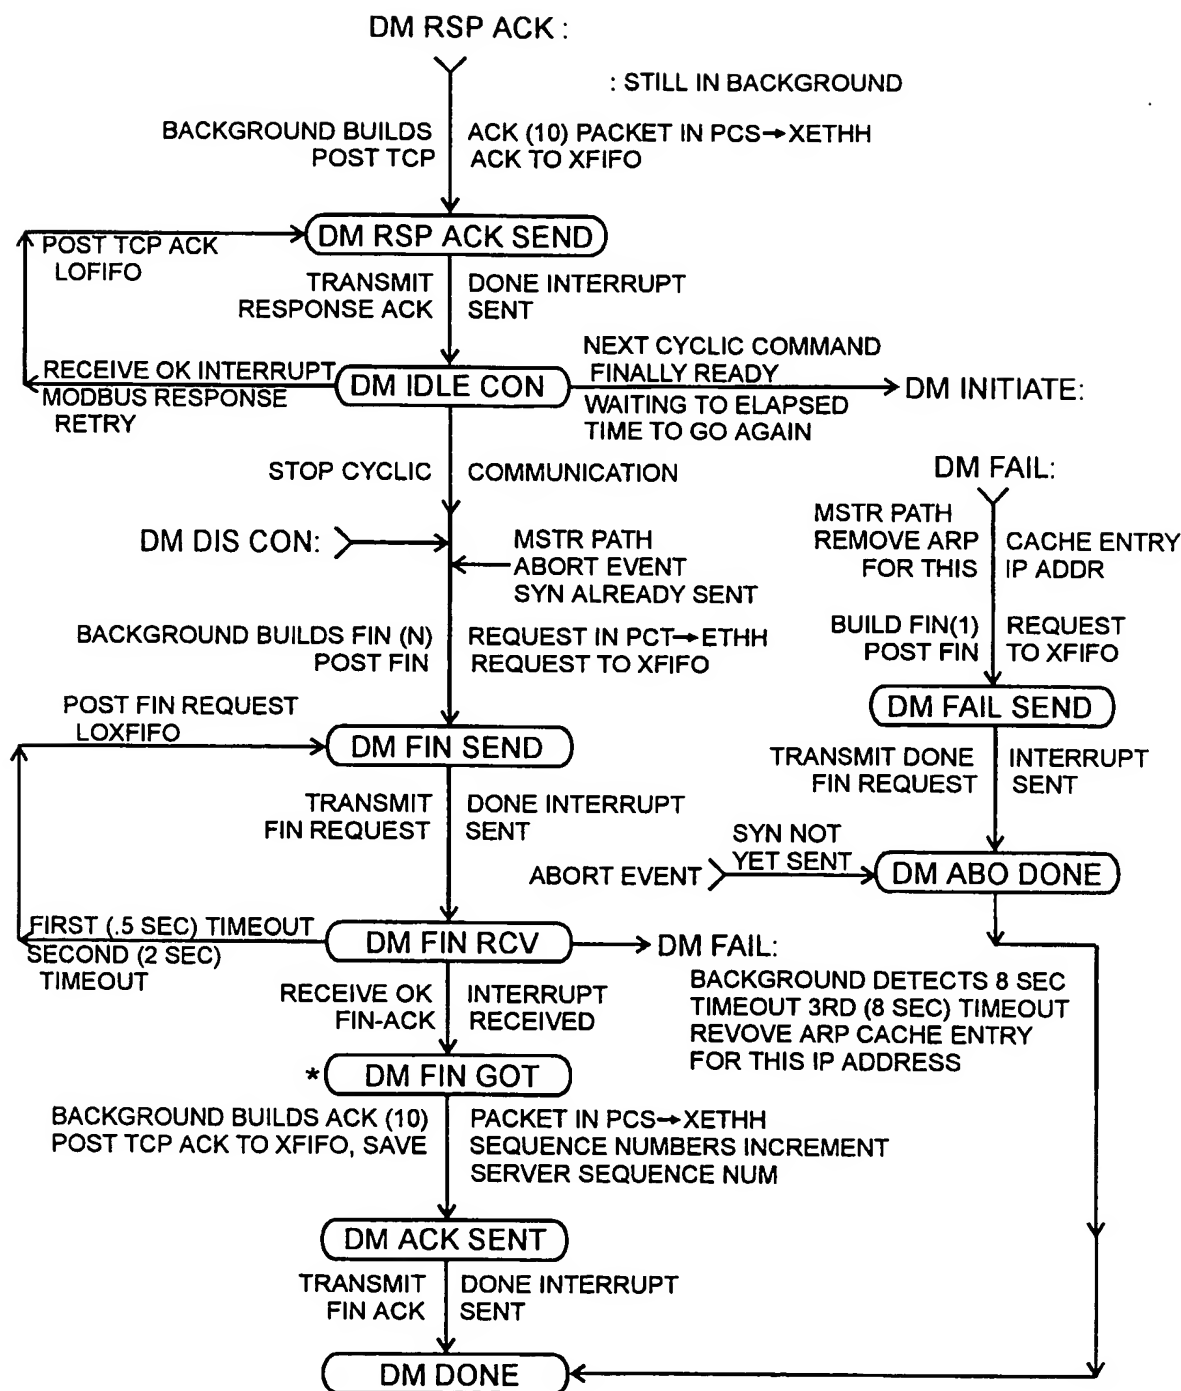 DM RSP ACK :
: STILL IN BACKGROUND
BACKGROUND BUILDS ACK (10) PACKET IN PCS→XETHH
POST TCP ACK TO XFIFO
DM RSP ACK SEND
POST TCP ACK
LOFIFO
TRANSMIT DONE INTERRUPT
RESPONSE ACK SENT
NEXT CYCLIC COMMAND
FINALLY READY
RECEIVE OK INTERRUPT
MODBUS RESPONSE
RETRY
DM IDLE CON
DM INITIATE:
WAITING TO ELAPSED
TIME TO GO AGAIN
STOP CYCLIC COMMUNICATION
DM FAIL:
DM DIS CON:
MSTR PATH
ABORT EVENT
SYN ALREADY SENT
MSTR PATH
REMOVE ARP CACHE ENTRY
FOR THIS IP ADDR
BACKGROUND BUILDS FIN (N) REQUEST IN PCT→ETHH
POST FIN REQUEST TO XFIFO
BUILD FIN(1) REQUEST
POST FIN TO XFIFO
POST FIN REQUEST
LOXFIFO
DM FAIL SEND
DM FIN SEND
TRANSMIT DONE INTERRUPT
FIN REQUEST SENT
TRANSMIT DONE INTERRUPT
FIN REQUEST SENT
SYN NOT
YET SENT
ABORT EVENT
DM ABO DONE
FIRST (.5 SEC) TIMEOUT
SECOND (2 SEC)
TIMEOUT
DM FIN RCV
DM FAIL:
BACKGROUND DETECTS 8 SEC
TIMEOUT 3RD (8 SEC) TIMEOUT
REVOVE ARP CACHE ENTRY
FOR THIS IP ADDRESS
RECEIVE OK INTERRUPT
FIN-ACK RECEIVED
* DM FIN GOT
BACKGROUND BUILDS ACK (10) PACKET IN PCS→XETHH
POST TCP ACK TO XFIFO, SAVE SEQUENCE NUMBERS INCREMENT
SERVER SEQUENCE NUM
DM ACK SENT
TRANSMIT DONE INTERRUPT
FIN ACK SENT
DM DONE